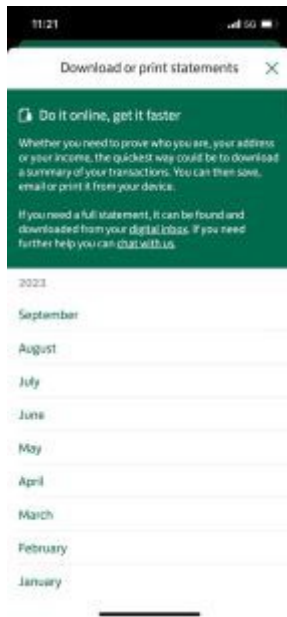 11:21
5G
Download or print statements
Do it online, get it faster
Whether you need to prove who you are, your address
or your income, the quickest way could be to download
a summary of your transactions. You can then save,
email or print it from your device.
If you need a full statement, it can be found and
downloaded from your digital inbox. If you need
further help you can chat with us.
2023
September
August
July
June
May
April
March
February
January